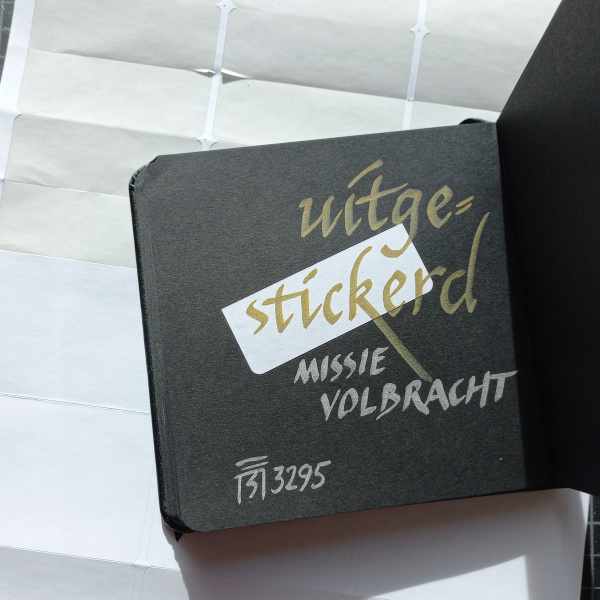 uitge=
stickerd
MISSIE
VOLBRACHT
3295